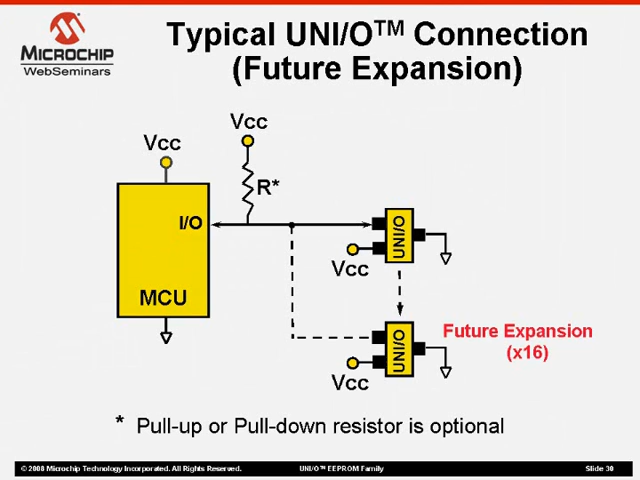 Typical UNI/O™ Connection
(Future Expansion)
MICROCHIP
WebSeminars
Vcc
Vcc
R*
I/O
UNI/O
Vcc
MCU
UNI/O
Future Expansion
(x16)
Vcc
* Pull-up or Pull-down resistor is optional
© 2008 Microchip Technology Incorporated. All Rights Reserved. UNI/O™ EEPROM Family Slide 30